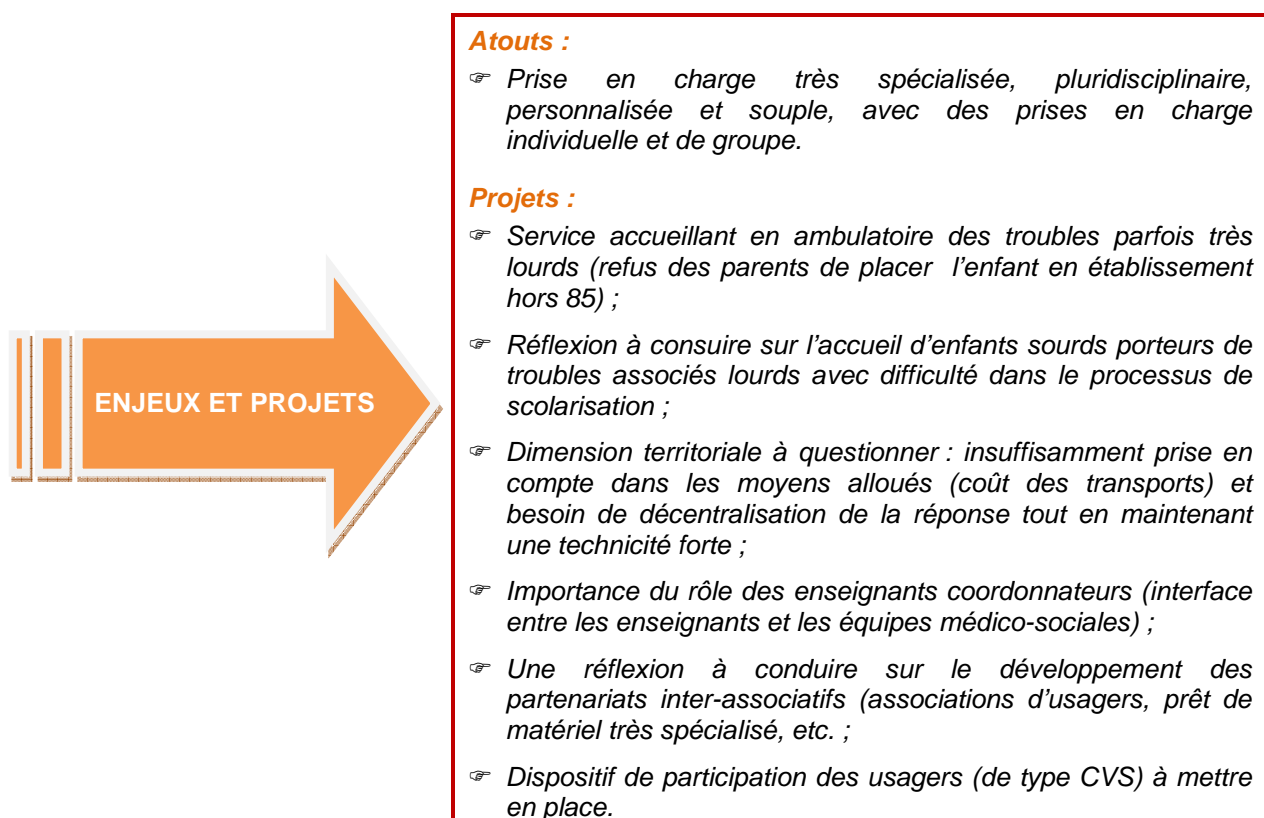 ENJEUX ET PROJETS
Atouts :
☞ Prise en charge très spécialisée, pluridisciplinaire,
personnalisée et souple, avec des prises en charge
individuelle et de groupe.
Projets :
☞ Service accueillant en ambulatoire des troubles parfois très
lourds (refus des parents de placer l'enfant en établissement
hors 85) ;
☞ Réflexion à consuire sur l'accueil d'enfants sourds porteurs de
troubles associés lourds avec difficulté dans le processus de
scolarisation ;
☞ Dimension territoriale à questionner : insuffisamment prise en
compte dans les moyens alloués (coût des transports) et
besoin de décentralisation de la réponse tout en maintenant
une technicité forte ;
☞ Importance du rôle des enseignants coordonnateurs (interface
entre les enseignants et les équipes médico-sociales) ;
☞ Une réflexion à conduire sur le développement des
partenariats inter-associatifs (associations d'usagers, prêt de
matériel très spécialisé, etc. ;
☞ Dispositif de participation des usagers (de type CVS) à mettre
en place.